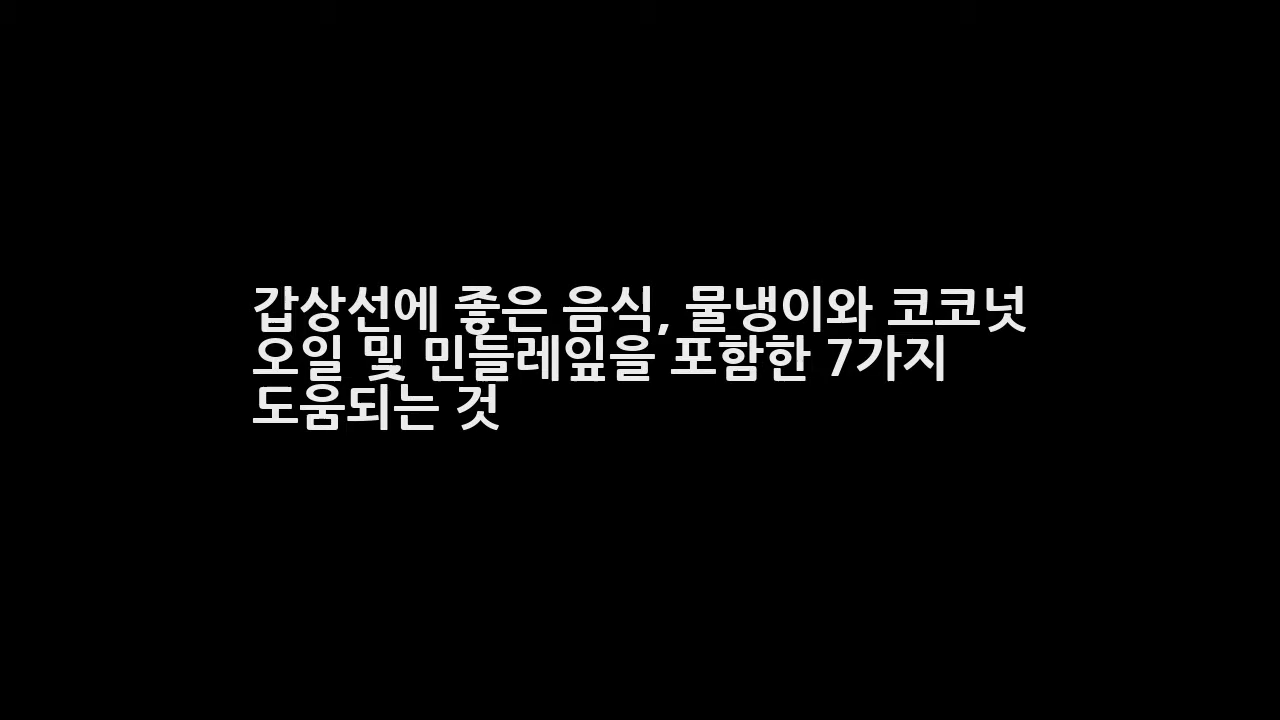 갑상선에 좋은 음식, 물냉이와 코코넛
오일 및 민들레잎을 포함한 7가지
도움되는 것